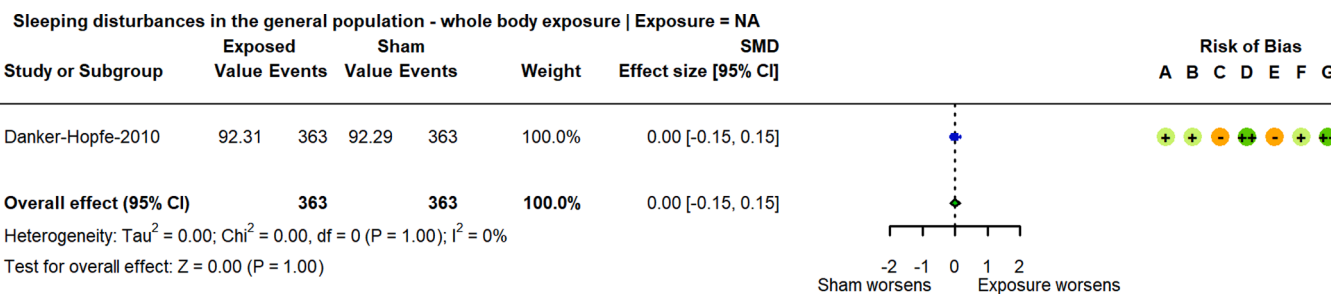 Sleeping disturbances in the general population - whole body exposure | Exposure = NA
Exposed Sham SMD Risk of Bias
Study or Subgroup Value Events Value Events Weight Effect size [95% CI] A B C D E F G
Danker-Hopfe-2010 92.31 363 92.29 363 100.0% 0.00 [-0.15, 0.15] + + - ++ - + ++
Overall effect (95% CI) 363 363 100.0% 0.00 [-0.15, 0.15]
Heterogeneity: Tau² = 0.00; Chi² = 0.00, df = 0 (P = 1.00); I² = 0%
Test for overall effect: Z = 0.00 (P = 1.00)
-2 -1 0 1 2
Sham worsens Exposure worsens